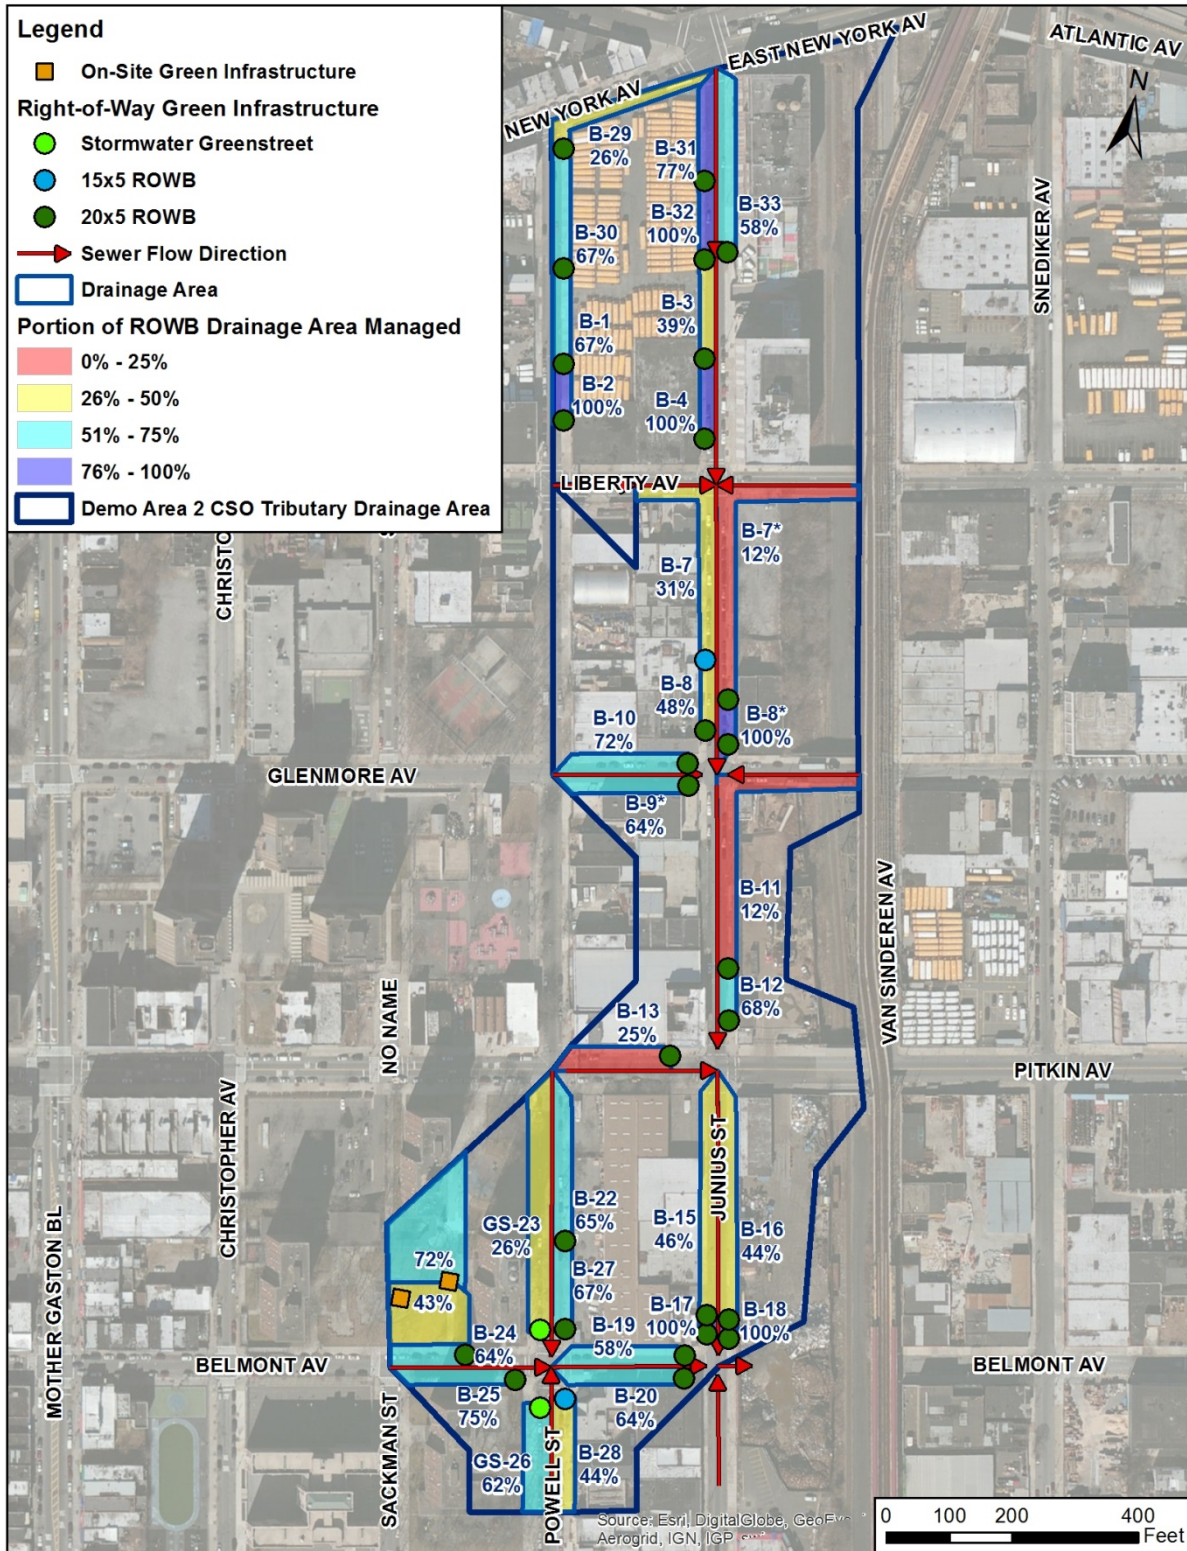 Legend
On-Site Green Infrastructure
Right-of-Way Green Infrastructure
Stormwater Greenstreet
15x5 ROWB
20x5 ROWB
Sewer Flow Direction
Drainage Area
Portion of ROWB Drainage Area Managed
0% - 25%
26% - 50%
51% - 75%
76% - 100%
Demo Area 2 CSO Tributary Drainage Area
EAST NEW YORK AV
ATLANTIC AV
NEW YORK AV
N
B-29
26%
B-31
77%
B-30
67%
B-32
100%
B-33
58%
SNEDIKER AV
B-1
67%
B-3
39%
B-2
100%
B-4
100%
LIBERTY AV
CHRISTO
B-7
31%
B-7*
12%
B-8
48%
B-8*
100%
B-10
72%
GLENMORE AV
B-9*
64%
B-11
12%
VAN SINDEREN AV
B-12
68%
NO NAME
B-13
25%
PITKIN AV
CHRISTOPHER AV
JUNIUS ST
MOTHER GASTON BL
GS-23
26%
B-22
65%
B-15
46%
B-16
44%
72%
43%
B-27
67%
B-17
100%
B-18
100%
B-24
64%
B-19
58%
BELMONT AV
BELMONT AV
B-25
75%
B-20
64%
SACKMAN ST
GS-26
62%
POWELL ST
B-28
44%
Source: Esri, DigitalGlobe,
Aerogrid, IGN, IGP,
0 100 200 400
Feet